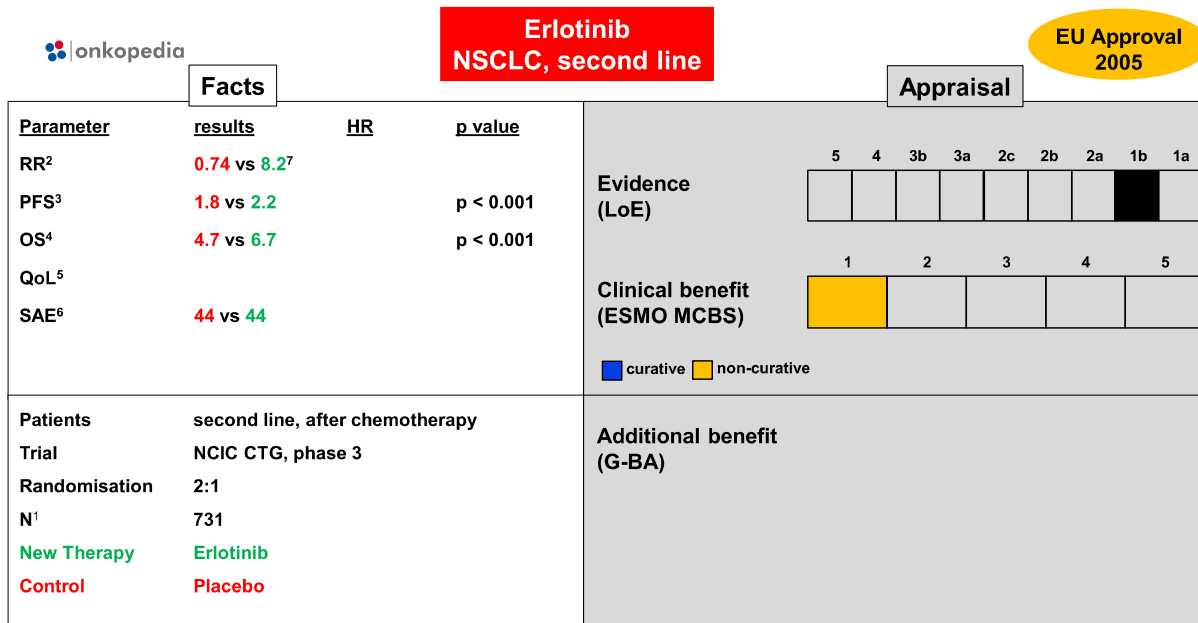 onkopedia
Erlotinib
NSCLC, second line
EU Approval
2005
Facts
Parameter results HR p value
RR² 0.74 vs 8.2⁷
PFS³ 1.8 vs 2.2 p < 0.001
OS⁴ 4.7 vs 6.7 p < 0.001
QoL⁵
SAE⁶ 44 vs 44
Patients second line, after chemotherapy
Trial NCIC CTG, phase 3
Randomisation 2:1
N¹ 731
New Therapy Erlotinib
Control Placebo
Appraisal
5 4 3b 3a 2c 2b 2a 1b 1a
Evidence
(LoE)
1 2 3 4 5
Clinical benefit
(ESMO MCBS)
curative non-curative
Additional benefit
(G-BA)